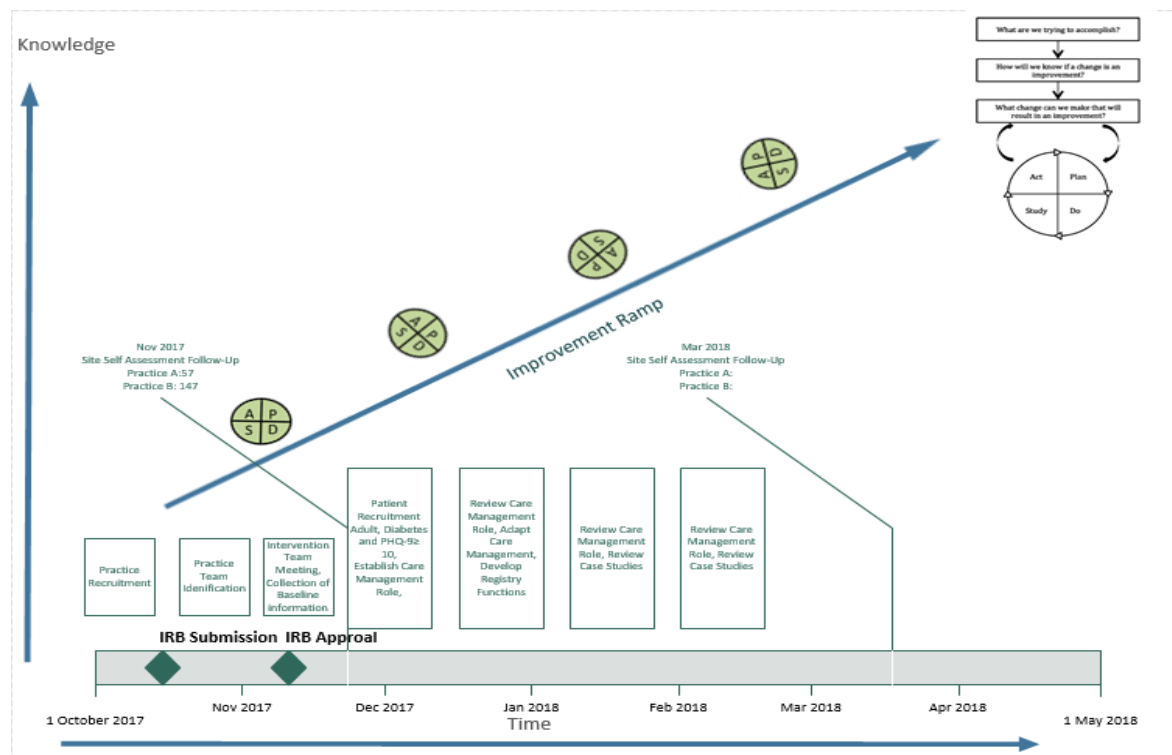 Knowledge
What are we trying to accomplish?
How will we know if a change is an
improvement?
What change can we make that will
result in an improvement?
Act
Plan
Study
Do
A
P
S
D
A
P
S
D
A
P
S
D
A
P
S
D
Improvement Ramp
Nov 2017
Site Self Assessment Follow-Up
Practice A:57
Practice B: 147
Mar 2018
Site Self Assessment Follow-Up
Practice A:
Practice B:
Practice
Recruitment
Practice
Team
Idenification
Intervention
Team
Meeting,
Collection of
Baseline
information
Patient
Recruitment
Adult, Diabetes
and PHQ-9≥
10,
Establish Care
Management
Role,
Review Care
Management
Role, Adapt
Care
Management,
Develop
Registry
Functions
Review Care
Management
Role, Review
Case Studies
Review Care
Management
Role, Review
Case Studies
IRB Submission
IRB Approal
1 October 2017
Nov 2017
Dec 2017
Jan 2018
Feb 2018
Mar 2018
Apr 2018
1 May 2018
Time